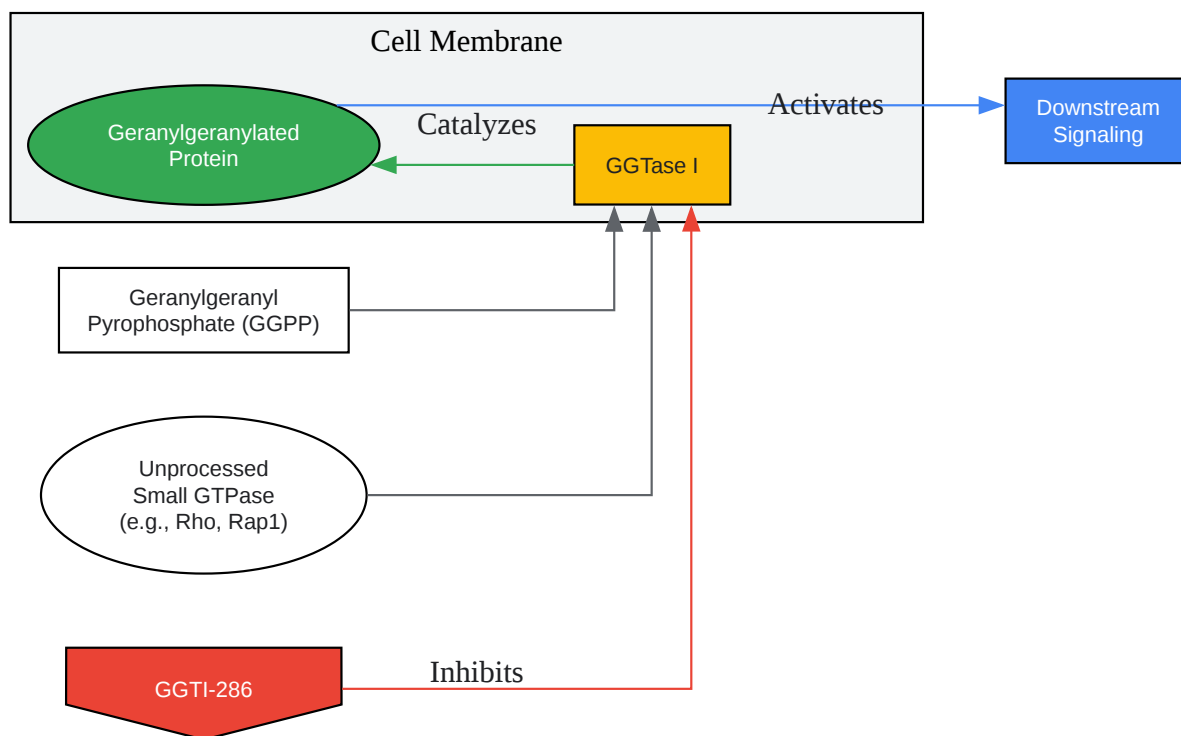 Cell Membrane
Geranylgeranylated
Protein
Catalyzes
GGTase I
Activates
Downstream
Signaling
Geranylgeranyl
Pyrophosphate (GGPP)
Unprocessed
Small GTPase
(e.g., Rho, Rap1)
GGTI-286
Inhibits